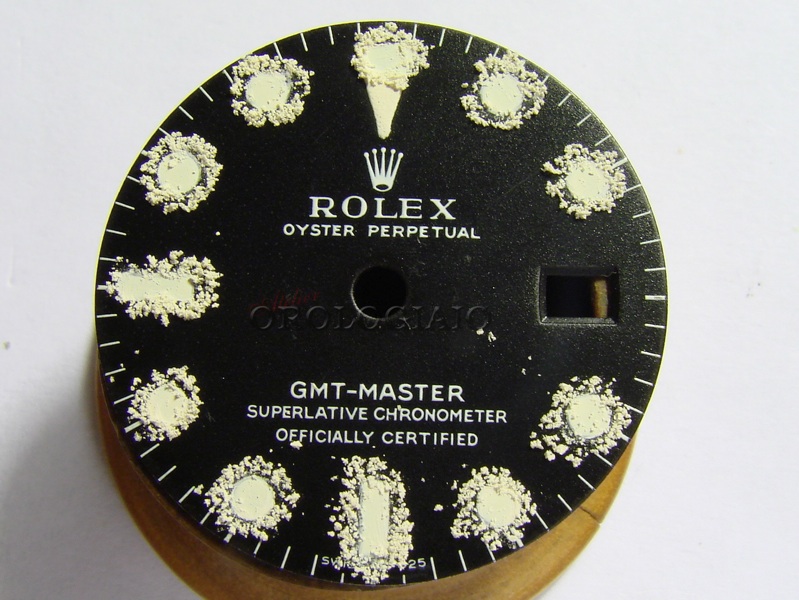 ROLEX
OYSTER PERPETUAL
OROLOGIAIO
GMT-MASTER
SUPERLATIVE CHRONOMETER
OFFICIALLY CERTIFIED